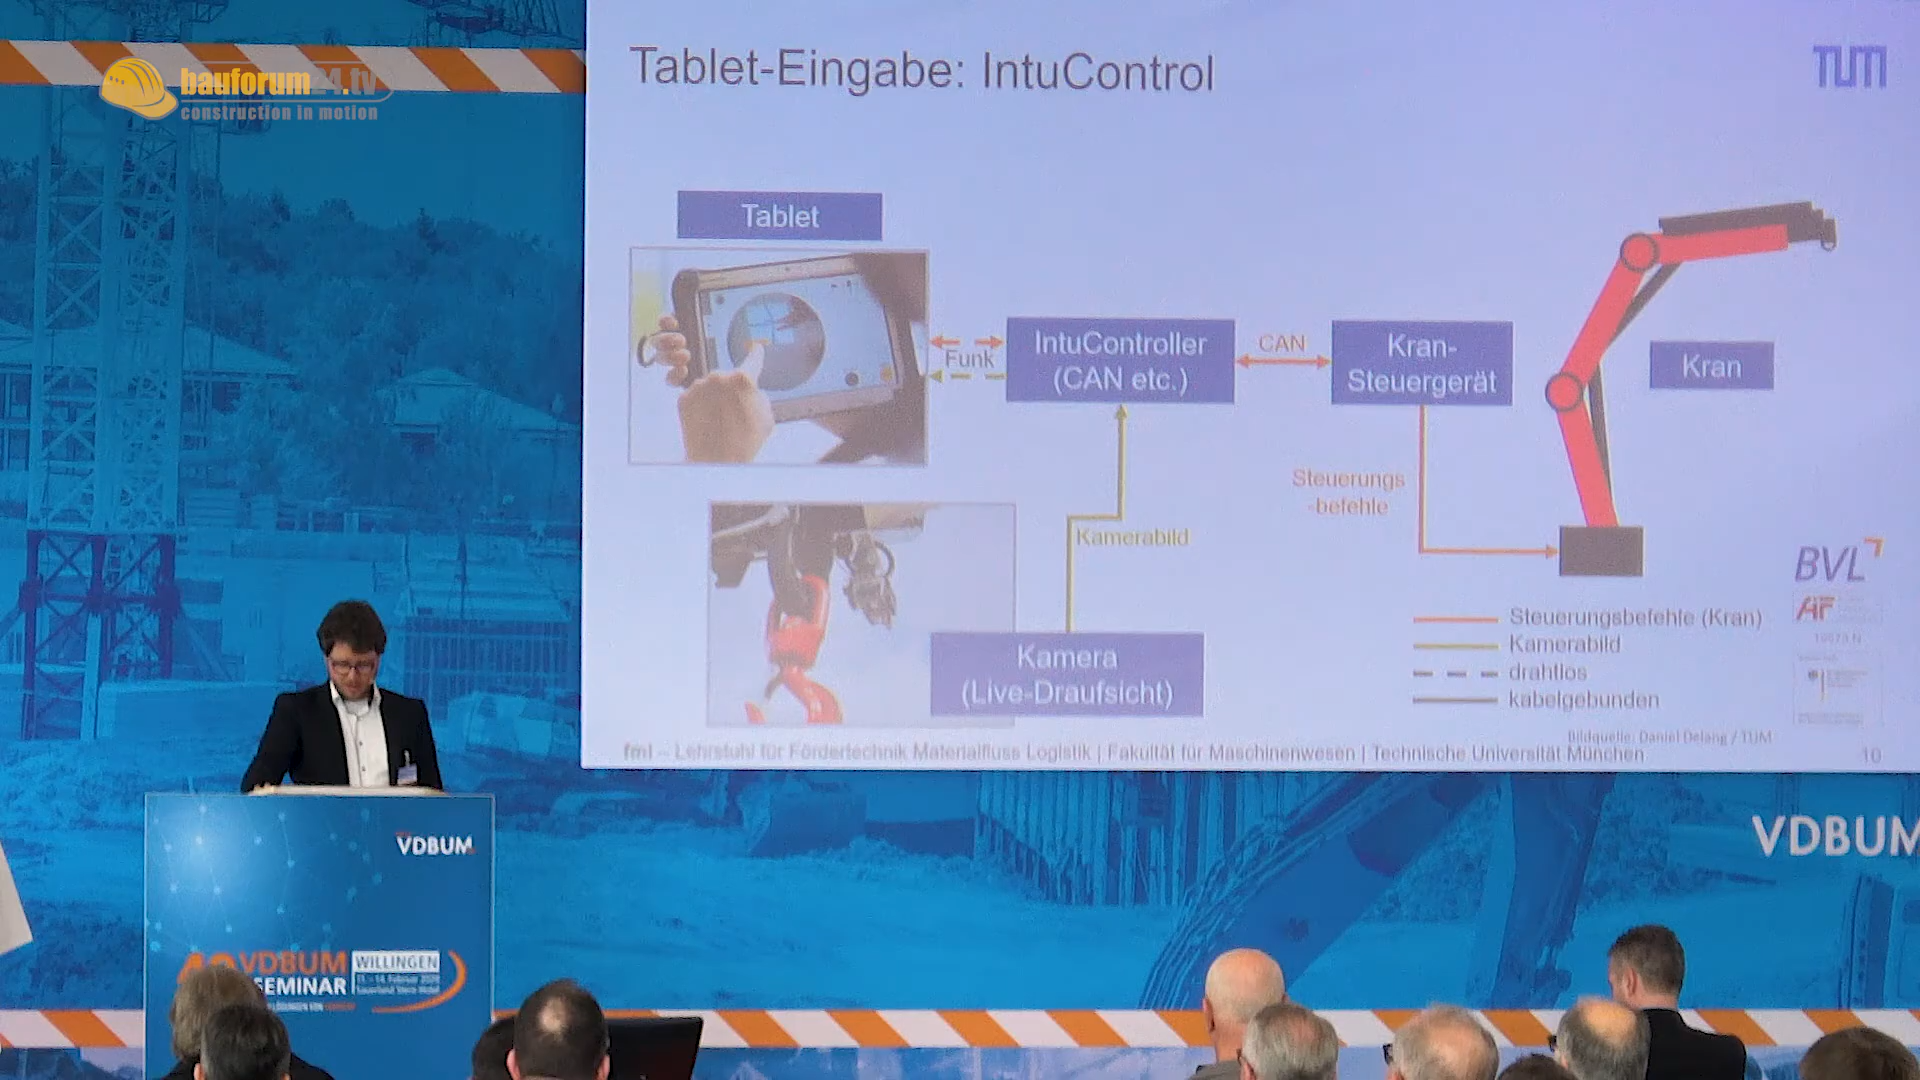 bauforum24.tv
construction in motion
Tablet-Eingabe: IntuControl
TUM
Tablet
Funk
IntuController
(CAN etc.)
CAN
Kran-
Steuergerät
Kran
Steuerungs
-befehle
Kamerabild
Kamera
(Live-Draufsicht)
BVL
AiF
Steuerungsbefehle (Kran)
Kamerabild
drahtlos
kabelgebunden
Bildquelle: Daniel Delang / TUM
fml – Lehrstuhl für Fördertechnik Materialfluss Logistik | Fakultät für Maschinenwesen | Technische Universität München
10
VDBUM
VDBUM
VDBUM
SEMINAR
WILLINGEN